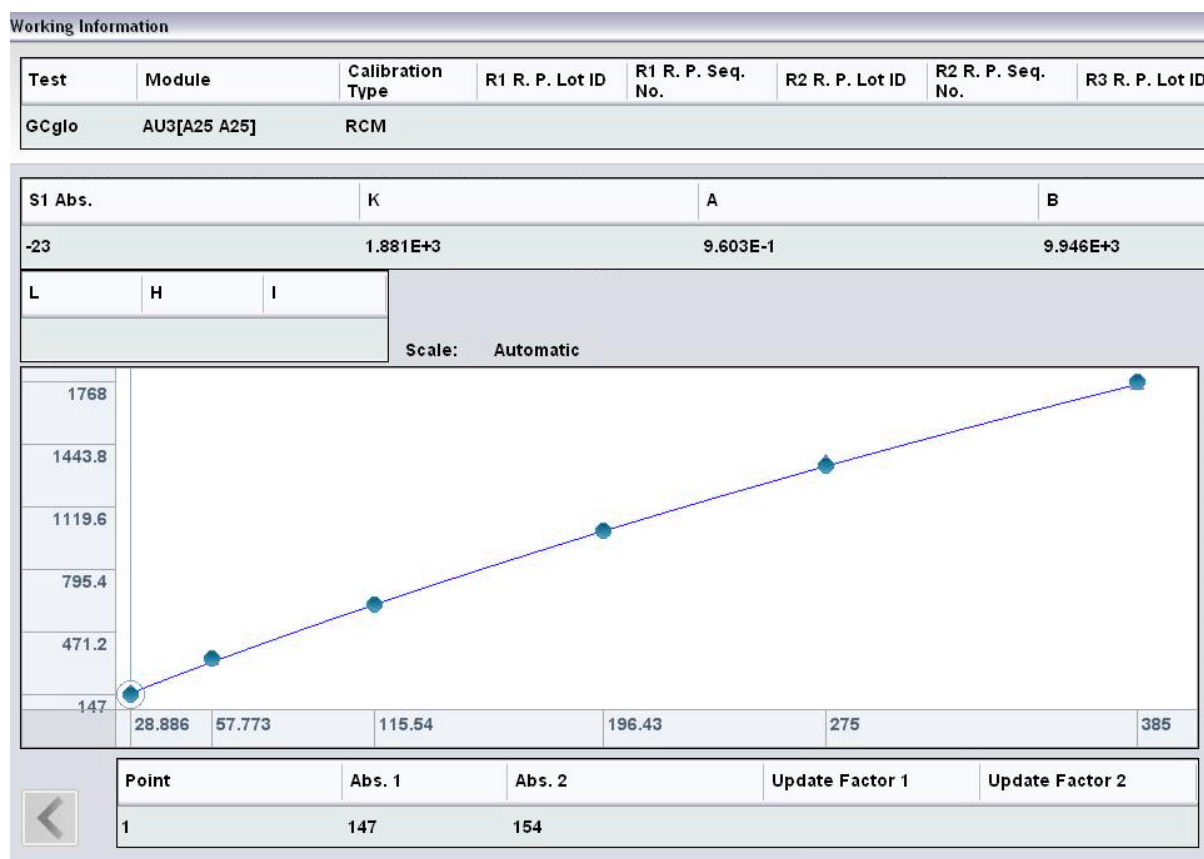 Working Information
Test Module Calibration Type R1 R. P. Lot ID R1 R. P. Seq. No. R2 R. P. Lot ID R2 R. P. Seq. No. R3 R. P. Lot ID
GCglo AU3[A25 A25] RCM
S1 Abs. K A B
-23 1.881E+3 9.603E-1 9.946E+3
L H I
Scale: Automatic
1768
1443.8
1119.6
795.4
471.2
147
28.886 57.773 115.54 196.43 275 385
Point Abs. 1 Abs. 2 Update Factor 1 Update Factor 2
1 147 154